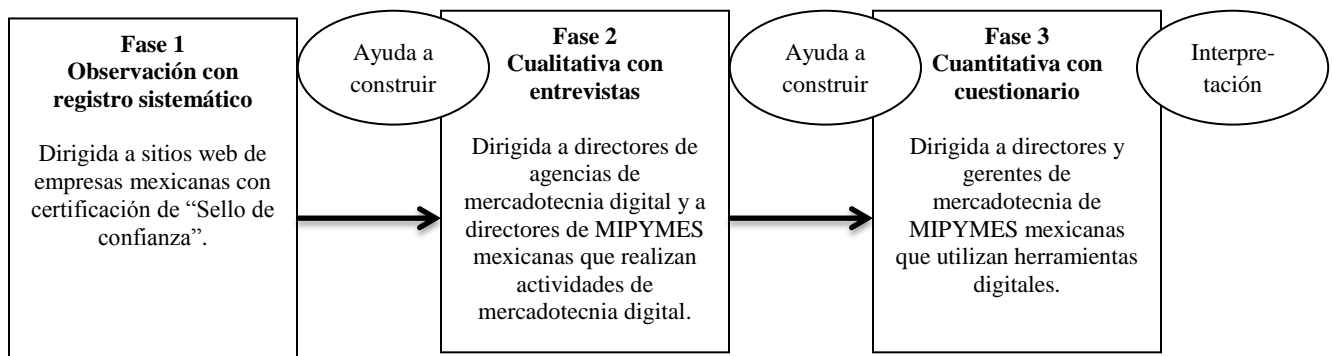 Fase 1
Observación con
registro sistemático
Dirigida a sitios web de
empresas mexicanas con
certificación de “Sello de
confianza”.
Ayuda a
construir
Fase 2
Cualitativa con
entrevistas
Dirigida a directores de
agencias de
mercadotecnia digital y a
directores de MIPYMES
mexicanas que realizan
actividades de
mercadotecnia digital.
Ayuda a
construir
Fase 3
Cuantitativa con
cuestionario
Dirigida a directores y
gerentes de
mercadotecnia de
MIPYMES mexicanas
que utilizan herramientas
digitales.
Interpre-
tación